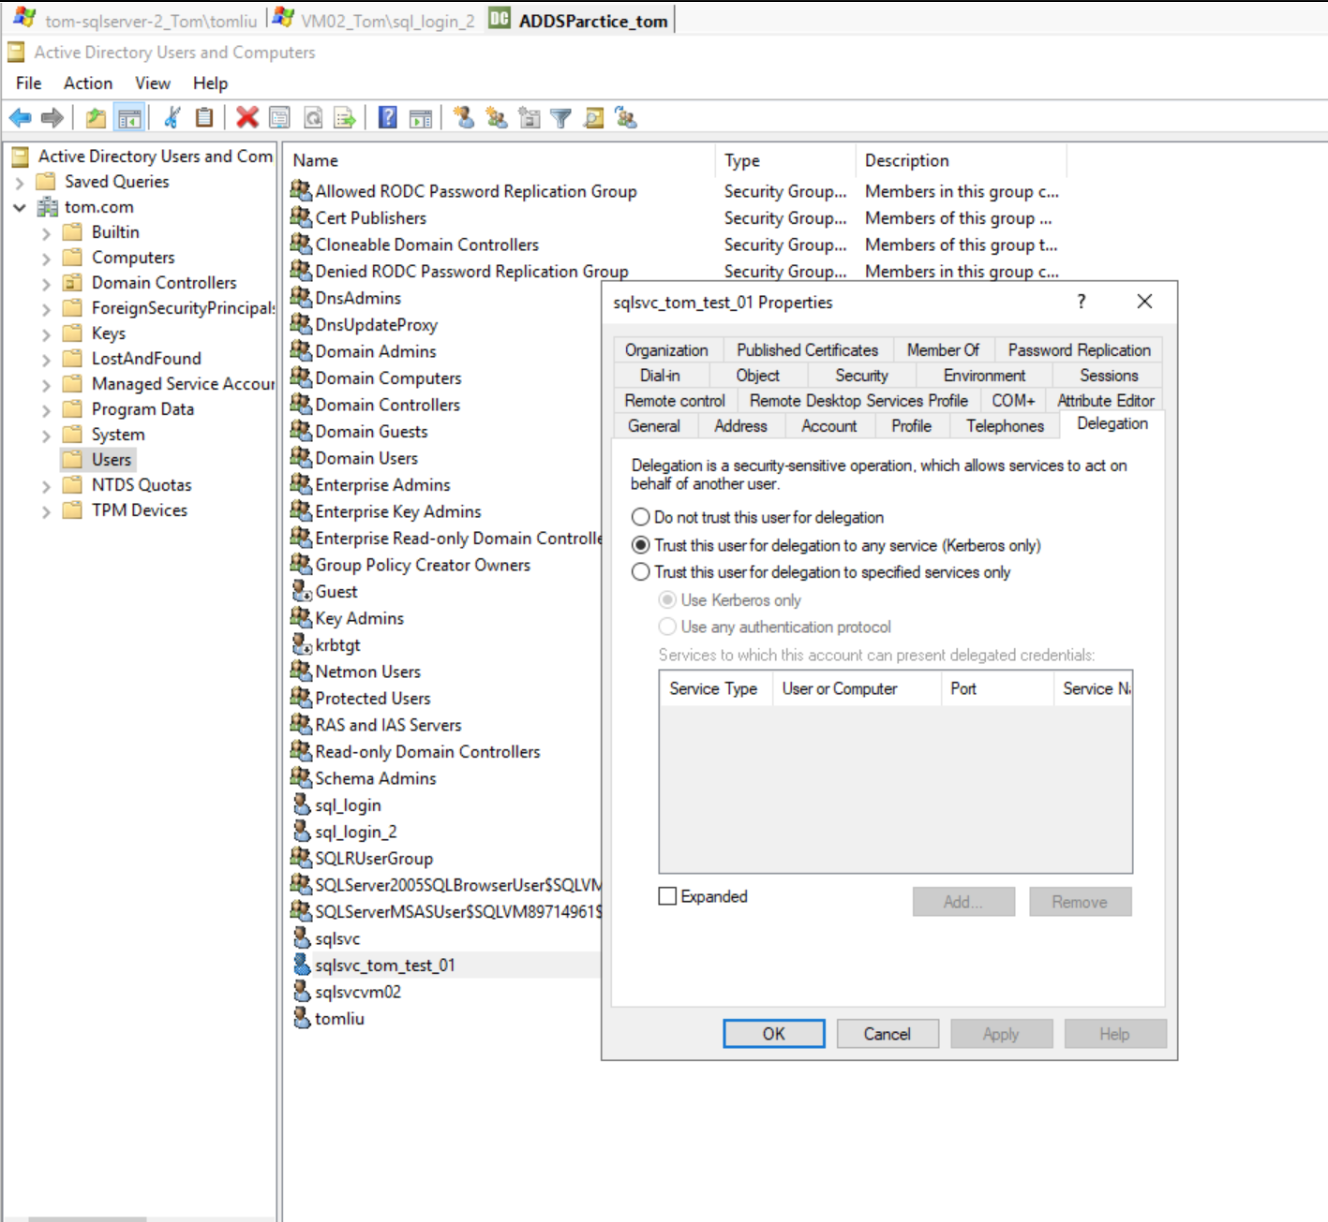 tom-sqlserver-2_Tom\tomliu VM02_Tom\sql_login_2 DC ADDSParctice_tom
Active Directory Users and Computers
File Action View Help
Active Directory Users and Com
Saved Queries
tom.com
Builtin
Computers
Domain Controllers
ForeignSecurityPrincipals
Keys
LostAndFound
Managed Service Accour
Program Data
System
Users
NTDS Quotas
TPM Devices
Name Type Description
Allowed RODC Password Replication Group Security Group... Members in this group c...
Cert Publishers Security Group... Members of this group ...
Cloneable Domain Controllers Security Group... Members of this group t...
Denied RODC Password Replication Group Security Group... Members in this group c...
DnsAdmins
DnsUpdateProxy
Domain Admins
Domain Computers
Domain Controllers
Domain Guests
Domain Users
Enterprise Admins
Enterprise Key Admins
Enterprise Read-only Domain Controlle
Group Policy Creator Owners
Guest
Key Admins
krbtgt
Netmon Users
Protected Users
RAS and IAS Servers
Read-only Domain Controllers
Schema Admins
sql_login
sql_login_2
SQLRUserGroup
SQLServer2005SQLBrowserUser$SQLVM
SQLServerMSASUser$SQLVM89714961$
sqlsvc
sqlsvc_tom_test_01
sqlsvcvm02
tomliu
sqlsvc_tom_test_01 Properties ?
Organization Published Certificates Member Of Password Replication
Dial-in Object Security Environment Sessions
Remote control Remote Desktop Services Profile COM+ Attribute Editor
General Address Account Profile Telephones Delegation
Delegation is a security-sensitive operation, which allows services to act on
behalf of another user.
Do not trust this user for delegation
Trust this user for delegation to any service (Kerberos only)
Trust this user for delegation to specified services only
Use Kerberos only
Use any authentication protocol
Services to which this account can present delegated credentials:
Service Type User or Computer Port Service Na
Expanded Add... Remove
OK Cancel Apply Help